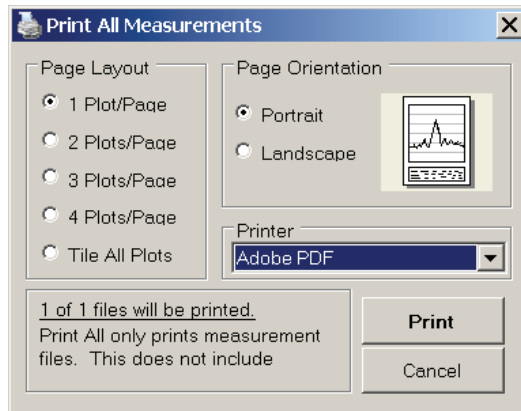 Print All Measurements
Page Layout
1 Plot/Page
2 Plots/Page
3 Plots/Page
4 Plots/Page
Tile All Plots
Page Orientation
Portrait
Landscape
Printer
Adobe PDF
1 of 1 files will be printed.
Print All only prints measurement
files. This does not include
Print
Cancel